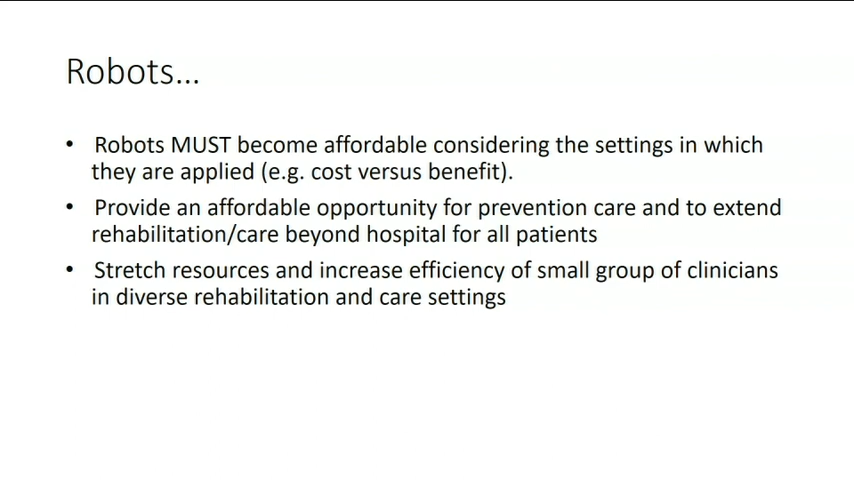 Robots...
• Robots MUST become affordable considering the settings in which
they are applied (e.g. cost versus benefit).
• Provide an affordable opportunity for prevention care and to extend
rehabilitation/care beyond hospital for all patients
• Stretch resources and increase efficiency of small group of clinicians
in diverse rehabilitation and care settings